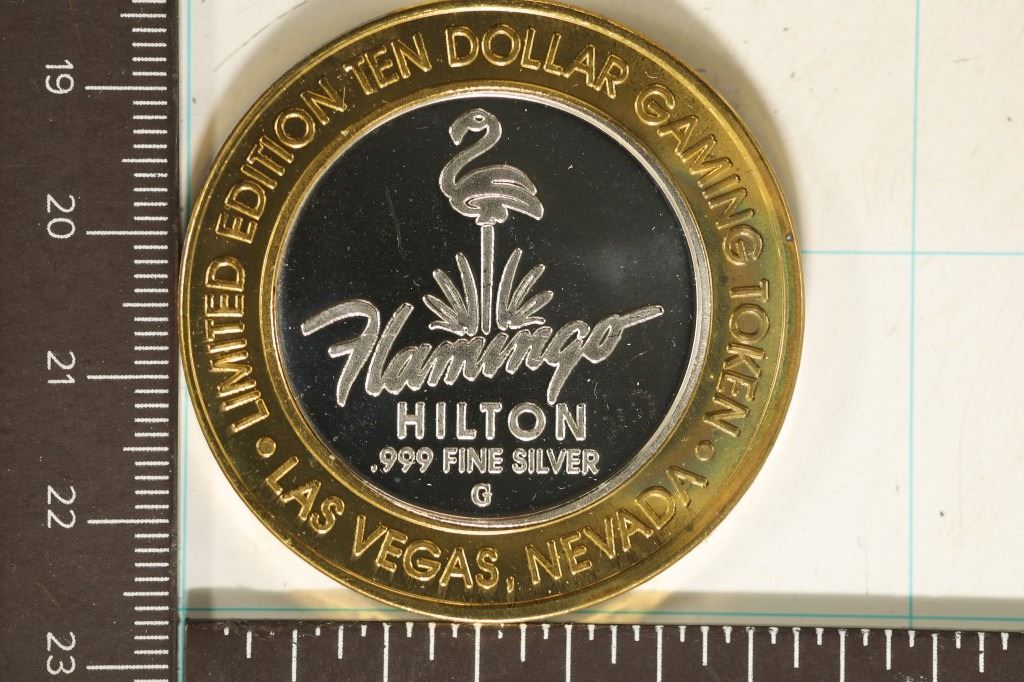 LIMITED EDITION TEN DOLLAR GAMING TOKEN
• LAS VEGAS, NEVADA •
Flamingo
HILTON
.999 FINE SILVER
G
19
20
21
22
23